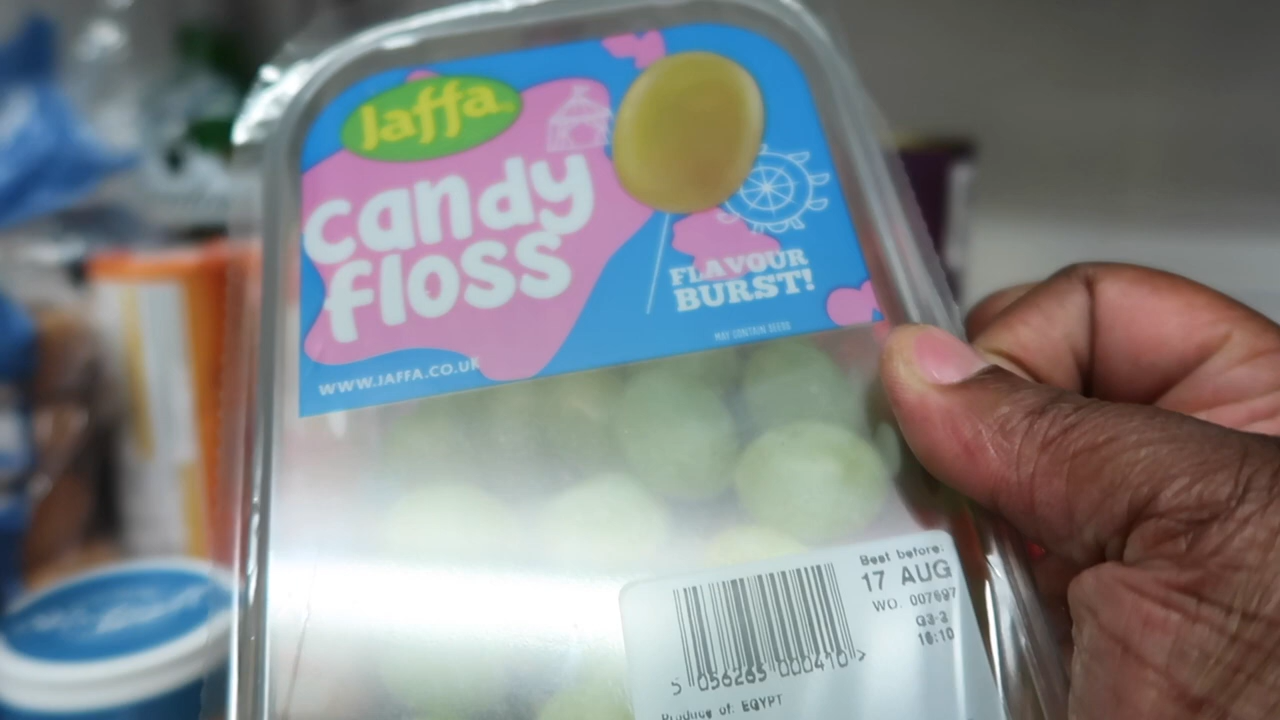 Jaffa
candy
floss
FLAVOUR
BURST!
MAY CONTAIN SEEDS
WWW.JAFFA.CO.UK
Best before:
17 AUG
WO. 007697
G3-2
16:10
5 056265 000410 >
Produce of: EGYPT